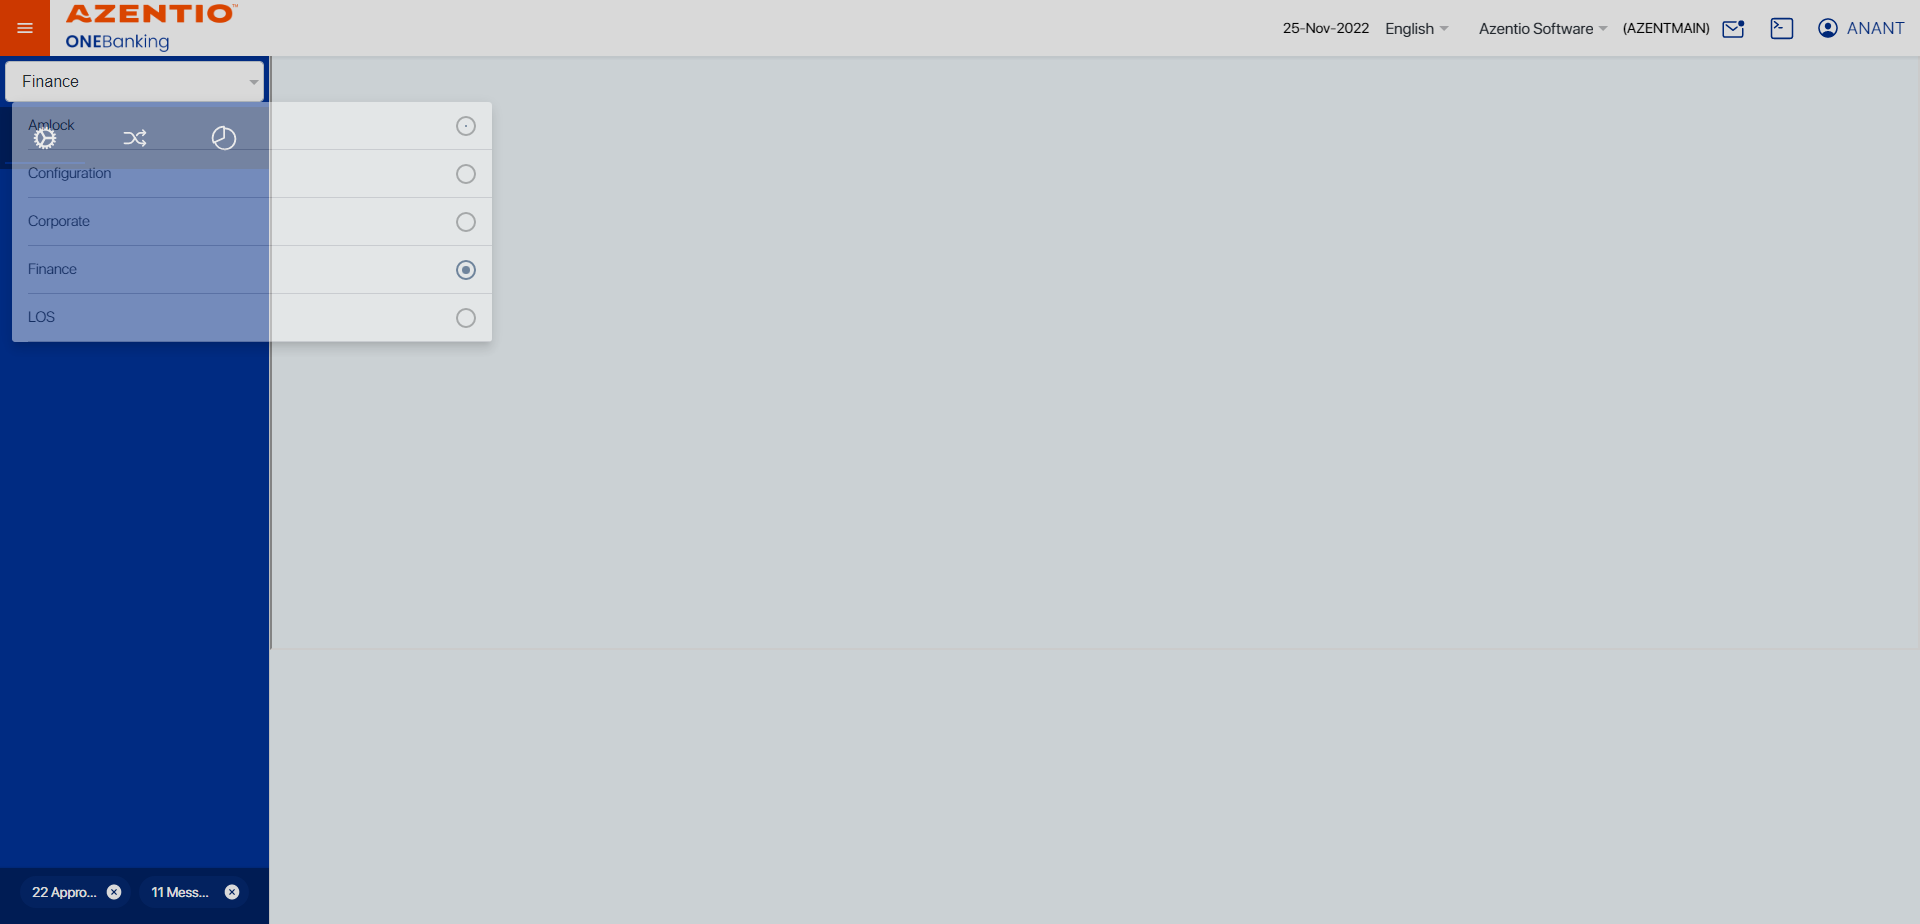 AZENTIO™
ONEBanking
25-Nov-2022 English Azentio Software (AZENTMAIN) ANANT
Finance
Amlock
Configuration
Corporate
Finance
LOS
22 Appro... 11 Mess...